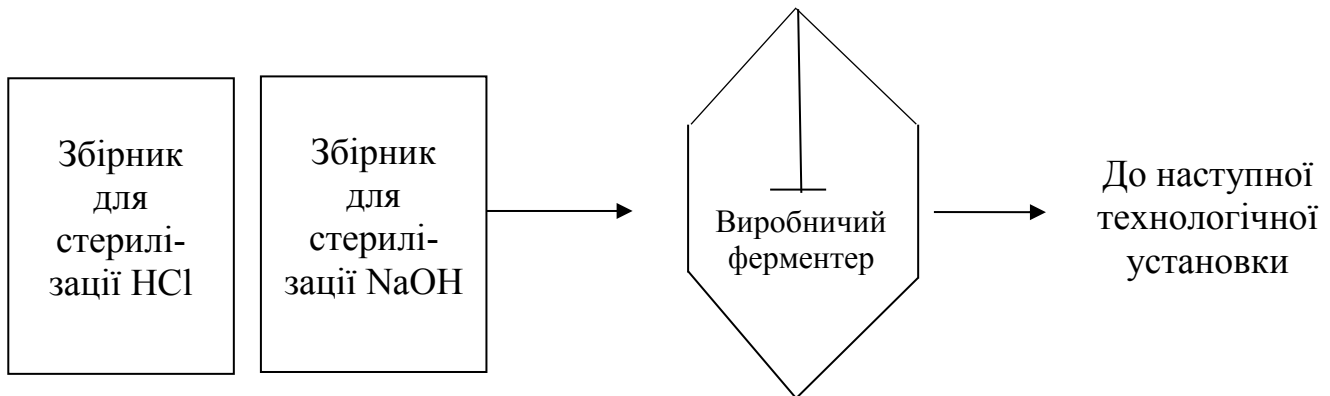 Збірник
для
стерилі-
зації HCl
Збірник
для
стерилі-
зації NaOH
Виробничий
ферментер
До наступної
технологічної
установки